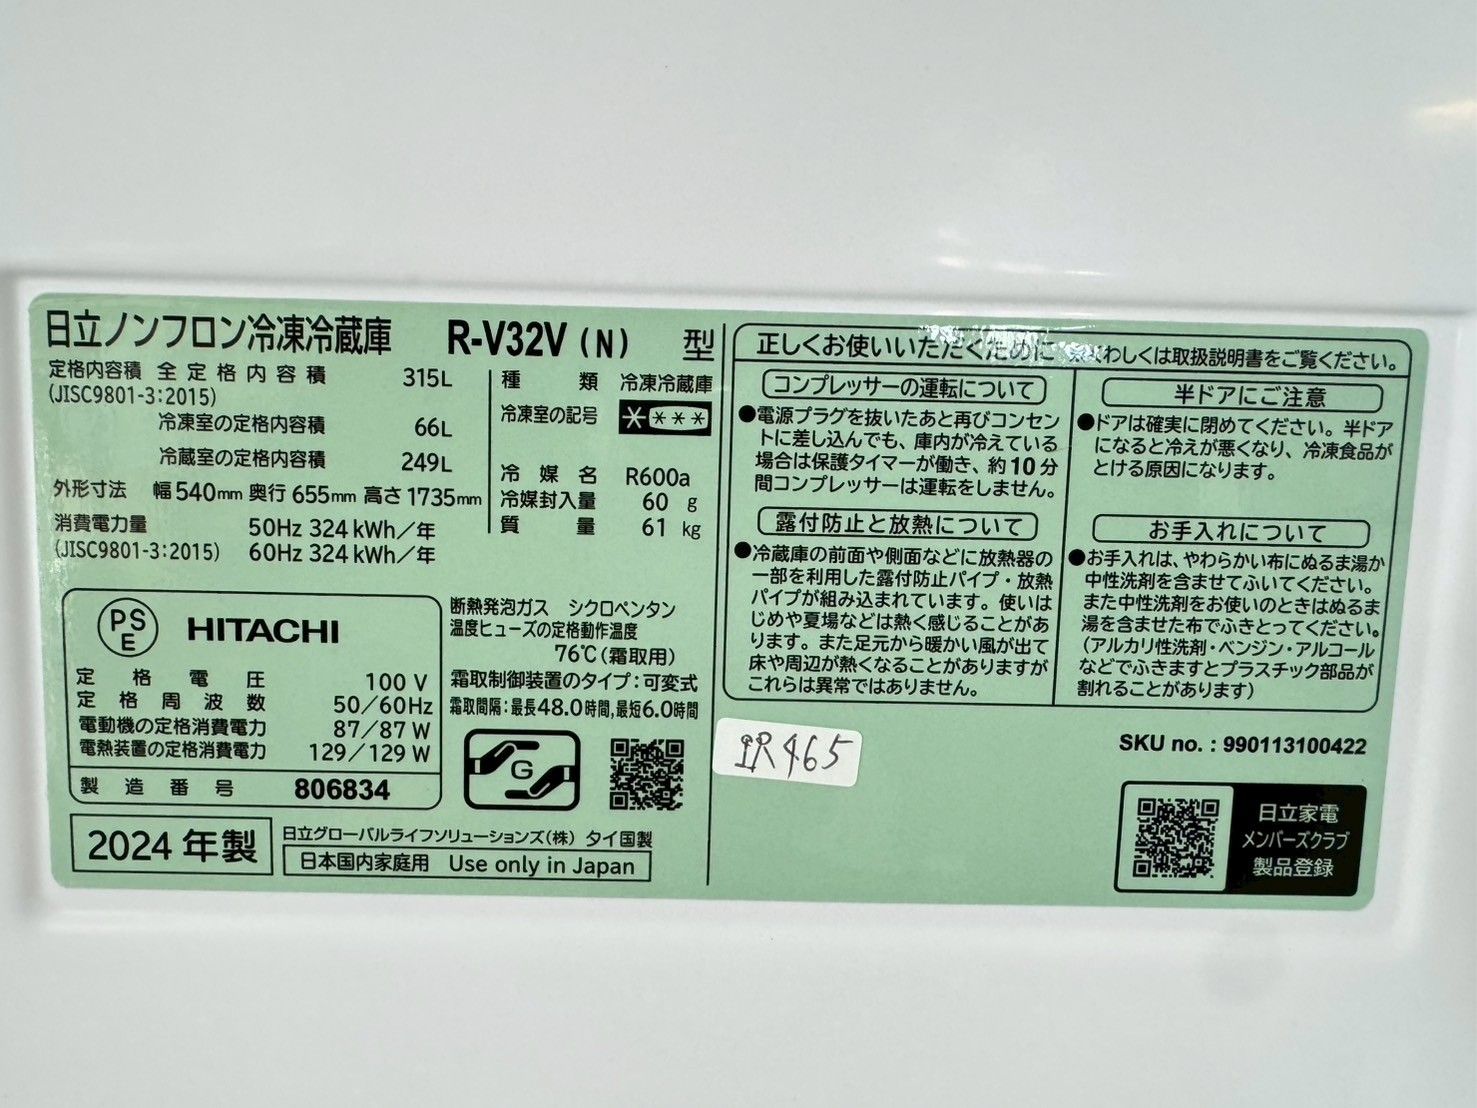 日立ノンフロン冷凍冷蔵庫 R-V32V (N) 型
定格内容積 全定格内容積 315L
(JISC9801-3:2015)
冷凍室の定格内容積 66L
冷蔵室の定格内容積 249L
外形寸法 幅540mm 奥行655mm 高さ1735mm
消費電力量 50Hz 324kWh/年
(JISC9801-3:2015) 60Hz 324kWh/年
種類 冷凍冷蔵庫
冷凍室の記号 ＊＊＊＊
冷媒名 R600a
冷媒封入量 60 g
質量 61 kg
PSE HITACHI
定格電圧 100V
定格周波数 50/60Hz
電動機の定格消費電力 87/87W
電熱装置の定格消費電力 129/129W
製造番号 806834
断熱発泡ガス シクロペンタン
温度ヒューズの定格動作温度
76℃(霜取用)
霜取制御装置のタイプ:可変式
霜取間隔:最長48.0時間,最短6.0時間
G
2024年製
日立グローバルライフソリューションズ(株) タイ国製
日本国内家庭用 Use only in Japan
正しくお使いいただくために ※くわしくは取扱説明書をご覧ください。
コンプレッサーの運転について
●電源プラグを抜いたあと再びコンセン
トに差し込んでも、庫内が冷えている
場合は保護タイマーが働き、約10分
間コンプレッサーは運転をしません。
露付防止と放熱について
●冷蔵庫の前面や側面などに放熱器の
一部を利用した露付防止パイプ・放熱
パイプが組み込まれています。使いは
じめや夏場などは熱く感じることがあ
ります。また足元から暖かい風が出て
床や周辺が熱くなることがありますが
これらは異常ではありません。
半ドアにご注意
●ドアは確実に閉めてください。半ドア
になると冷えが悪くなり、冷凍食品が
とける原因になります。
お手入れについて
●お手入れは、やわらかい布にぬるま湯か
中性洗剤を含ませてふいてください。
また中性洗剤をお使いのときはぬるま
湯を含ませた布でふきとってください。
(アルカリ性洗剤・ベンジン・アルコール
などでふきますとプラスチック部品が
割れることがあります)
IR465
SKU no. : 990113100422
日立家電
メンバーズクラブ
製品登録